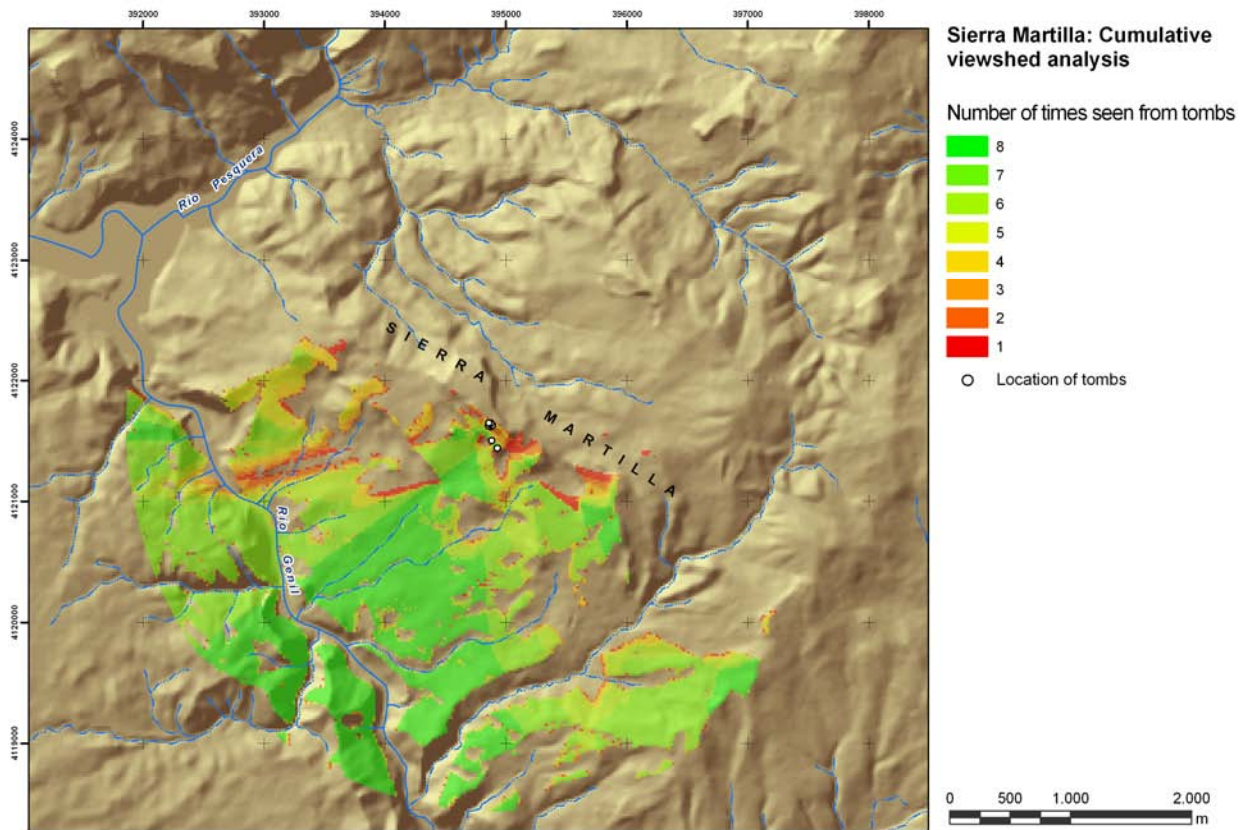 392000 393000 394000 395000 396000 397000 398000
Sierra Martilla: Cumulative
viewshed analysis
Number of times seen from tombs
8
7
6
5
4
3
2
1
Location of tombs
4124000
4123000
4122000
4121000
4120000
4119000
Rio Pesquera
SIERRA MARTILLA
Rio Genil
0 500 1.000 2.000
m